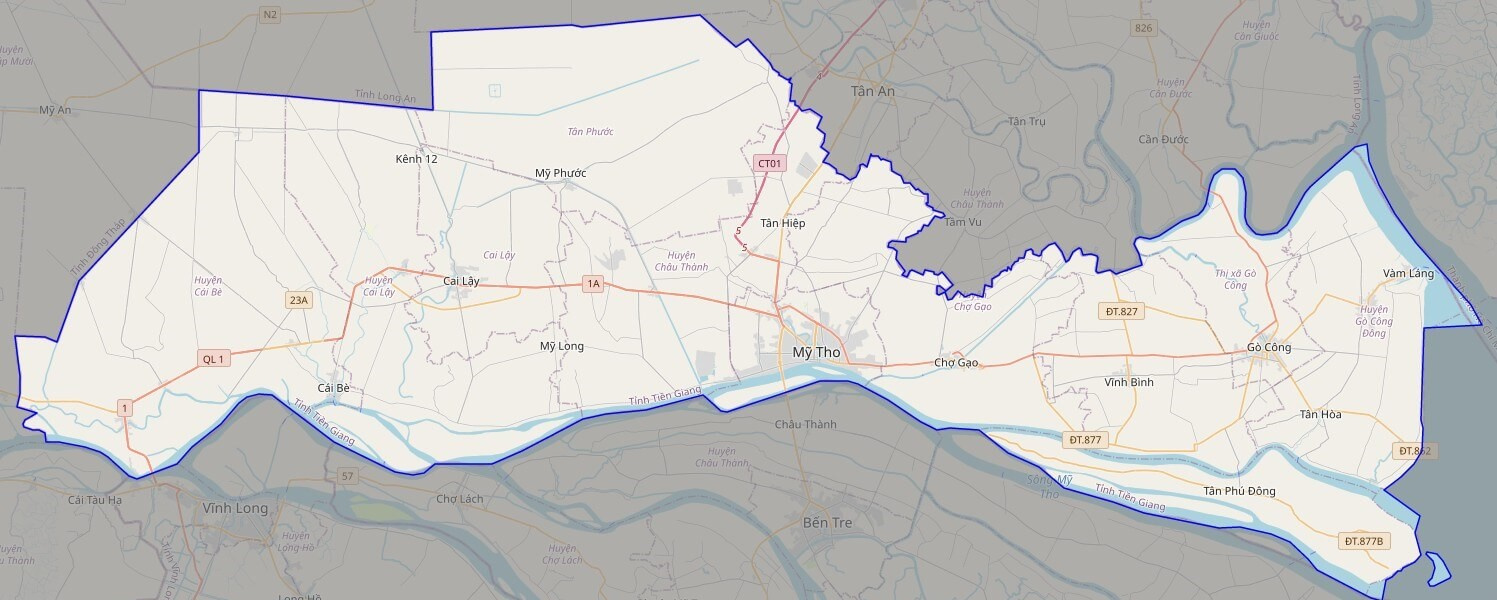 N2
826
Huyện
Cần Giuộc
Tân An
Tỉnh Long An
Tỉnh Long An
Mỹ An
Huyện
Cần Đước
Tân Trụ
Cần Đước
Tân Phước
Kênh 12
Mỹ Phước
CT01
Huyện
Châu Thành
Tầm Vu
Tân Hiệp
5
5
Tỉnh Đồng Tháp
Cai Lậy
Huyện
Châu Thành
Huyện
Cái Bè
Huyện
Cai Lậy
Cai Lậy
1A
23A
Thị xã Gò
Công
Vàm Láng
Chợ Gạo
Huyện
Gò Công
Đông
ĐT.827
QL 1
Mỹ Long
Mỹ Tho
Chợ Gạo
Gò Công
Cái Bè
Vĩnh Bình
Tỉnh Tiền Giang
Tỉnh Tiền Giang
1
Tân Hòa
Châu Thành
ĐT.877
ĐT.862
Huyện
Châu Thành
57
Sông Mỹ
Tho
Tỉnh Tiền Giang
Tân Phú Đông
Cái Tàu Hạ
Chợ Lách
Vĩnh Long
Bến Tre
Huyện
Long Hồ
ĐT.877B
Huyện
Chợ Lách
Tỉnh Vĩnh Long
Long Hồ